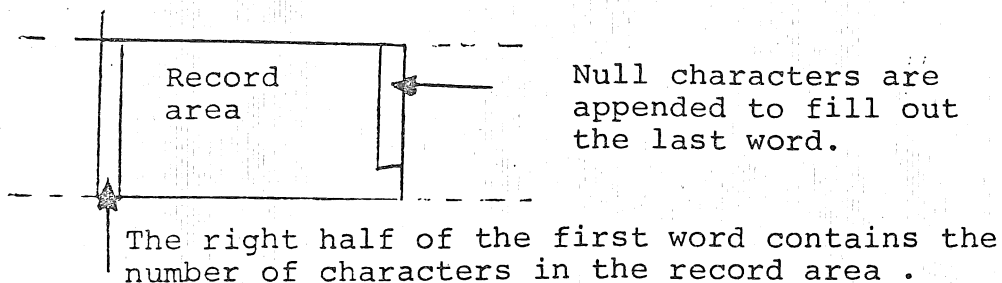 Record
area
Null characters are
appended to fill out
the last word.
The right half of the first word contains the
number of characters in the record area .